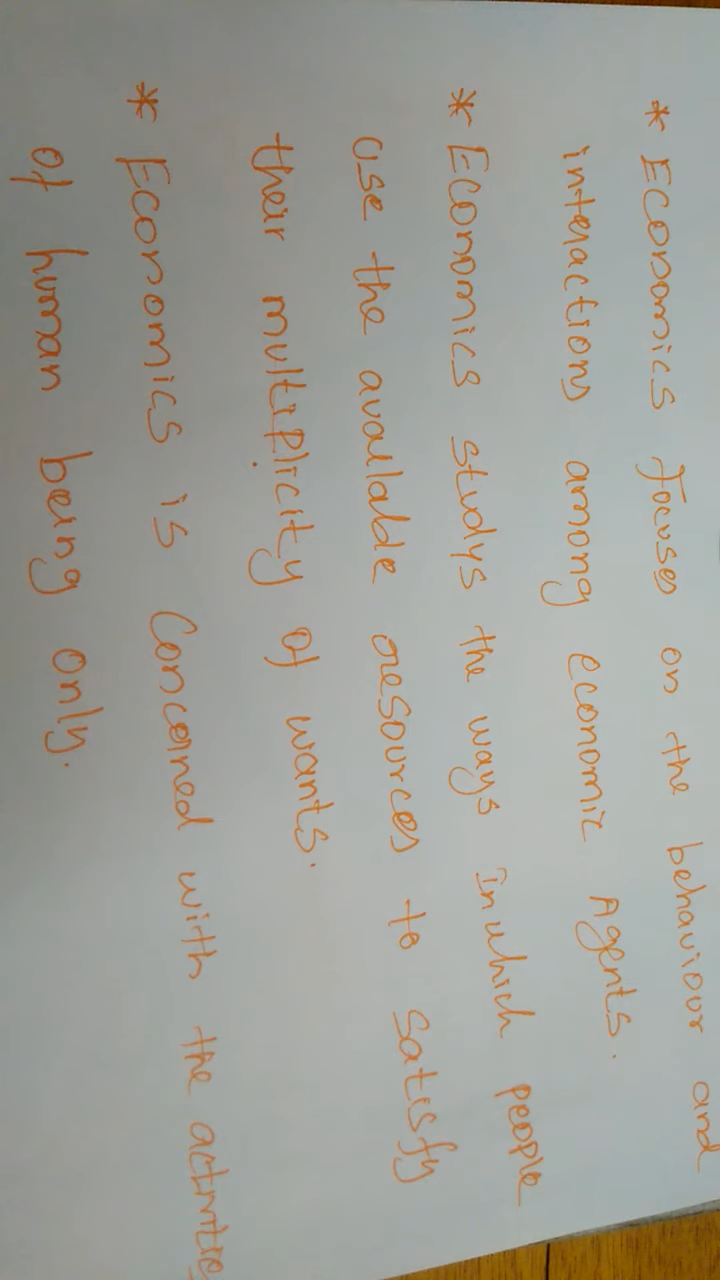 * Economics focuses on the behaviour and
interactions among economic Agents.
* Economics studys the ways in which people
use the available resources to satisfy
their multiplicity of wants.
* Economics is concerned with the activities
of human being only.